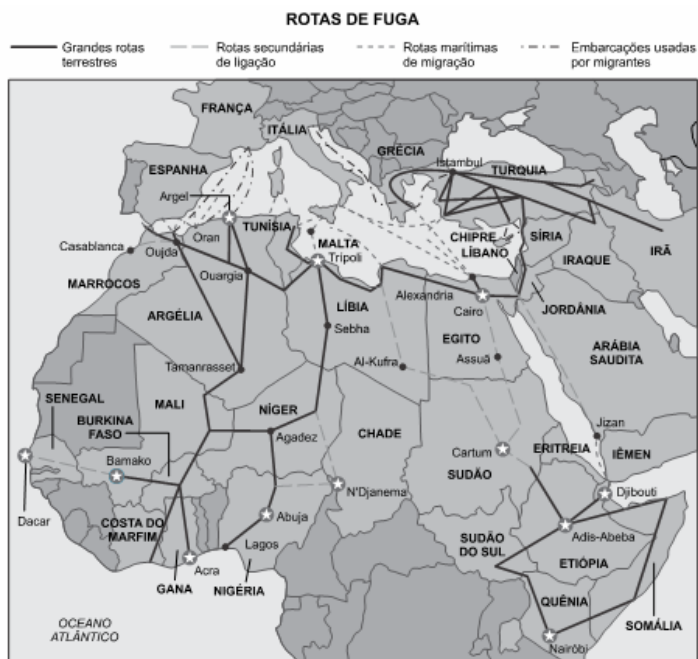 ROTAS DE FUGA
Grandes rotas
terrestres
Rotas secundárias
de ligação
Rotas marítimas
de migração
Embarcações usadas
por migrantes
FRANÇA
ITÁLIA
GRÉCIA
ESPANHA
Istambul
TURQUIA
Argel
Oran
TUNÍSIA
MALTA
CHIPRE
SÍRIA
Casablanca
Oujda
Trípoli
LÍBANO
IRAQUE
IRÃ
MARROCOS
Ouargia
Alexandria
Cairo
JORDÂNIA
ARGÉLIA
LÍBIA
Sebha
EGITO
Al-Kufra
Assuã
ARÁBIA
SAUDITA
Tamanrasset
SENEGAL
MALI
BURKINA
FASO
NÍGER
Agadez
CHADE
Jizan
Bamako
Cartum
ERITREIA
IÊMEN
SUDÃO
N'Djanema
Djibouti
Dacar
COSTA DO
MARFIM
Abuja
Lagos
SUDÃO
DO SUL
Adis-Abeba
ETIÓPIA
GANA
Acra
NIGÉRIA
QUÊNIA
SOMÁLIA
OCEANO
ATLÂNTICO
Nairóbi